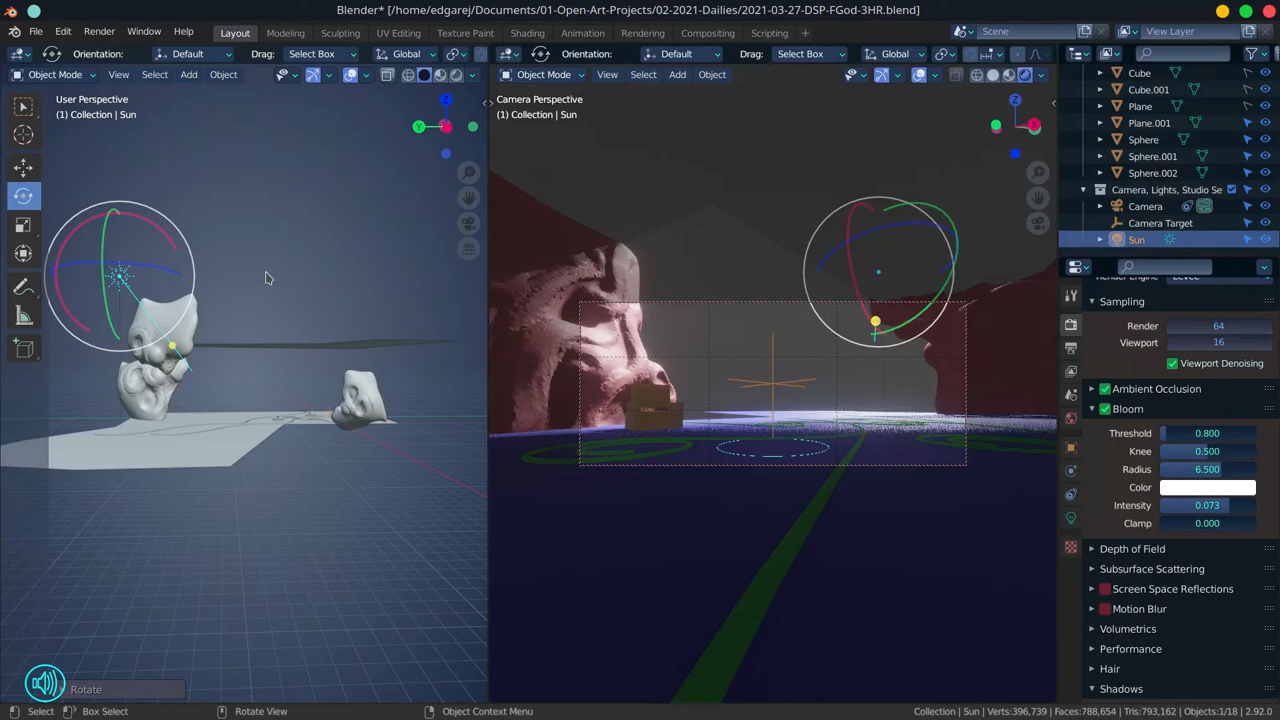 Blender* [/home/edgarej/Documents/01-Open-Art-Projects/02-2021-Dailies/2021-03-27-DSP-FGod-3HR.blend]
File Edit Render Window Help Layout Modeling Sculpting UV Editing Texture Paint Shading Animation Rendering Compositing Scripting Scene View Layer
Orientation: Default Drag: Select Box Global Orientation: Default Drag: Select Box Global
Object Mode View Select Add Object Object Mode View Select Add Object
User Perspective
(1) Collection | Sun
Camera Perspective
(1) Collection | Sun
Z
Y
Z
X
Rotate
Cube
Cube.001
Plane
Plane.001
Sphere
Sphere.001
Sphere.002
Camera, Lights, Studio Se
Camera
Camera Target
Sun
Render Engine Eevee
Sampling
Render 64
Viewport 16
Viewport Denoising
Ambient Occlusion
Bloom
Threshold 0.800
Knee 0.500
Radius 6.500
Color
Intensity 0.073
Clamp 0.000
Depth of Field
Subsurface Scattering
Screen Space Reflections
Motion Blur
Volumetrics
Performance
Hair
Shadows
Select Box Select Rotate View Object Context Menu Collection | Sun | Verts:396,739 | Faces:788,654 | Tris:793,162 | Objects:1/18 | 2.92.0